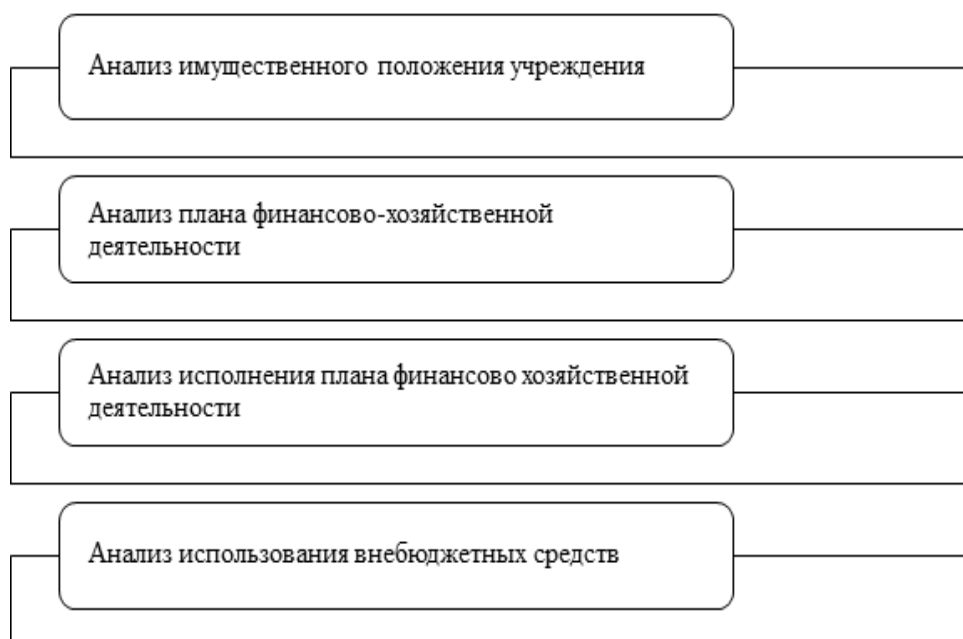 Анализ имущественного положения учреждения
Анализ плана финансово-хозяйственной
деятельности
Анализ исполнения плана финансово хозяйственной
деятельности
Анализ использования внебюджетных средств